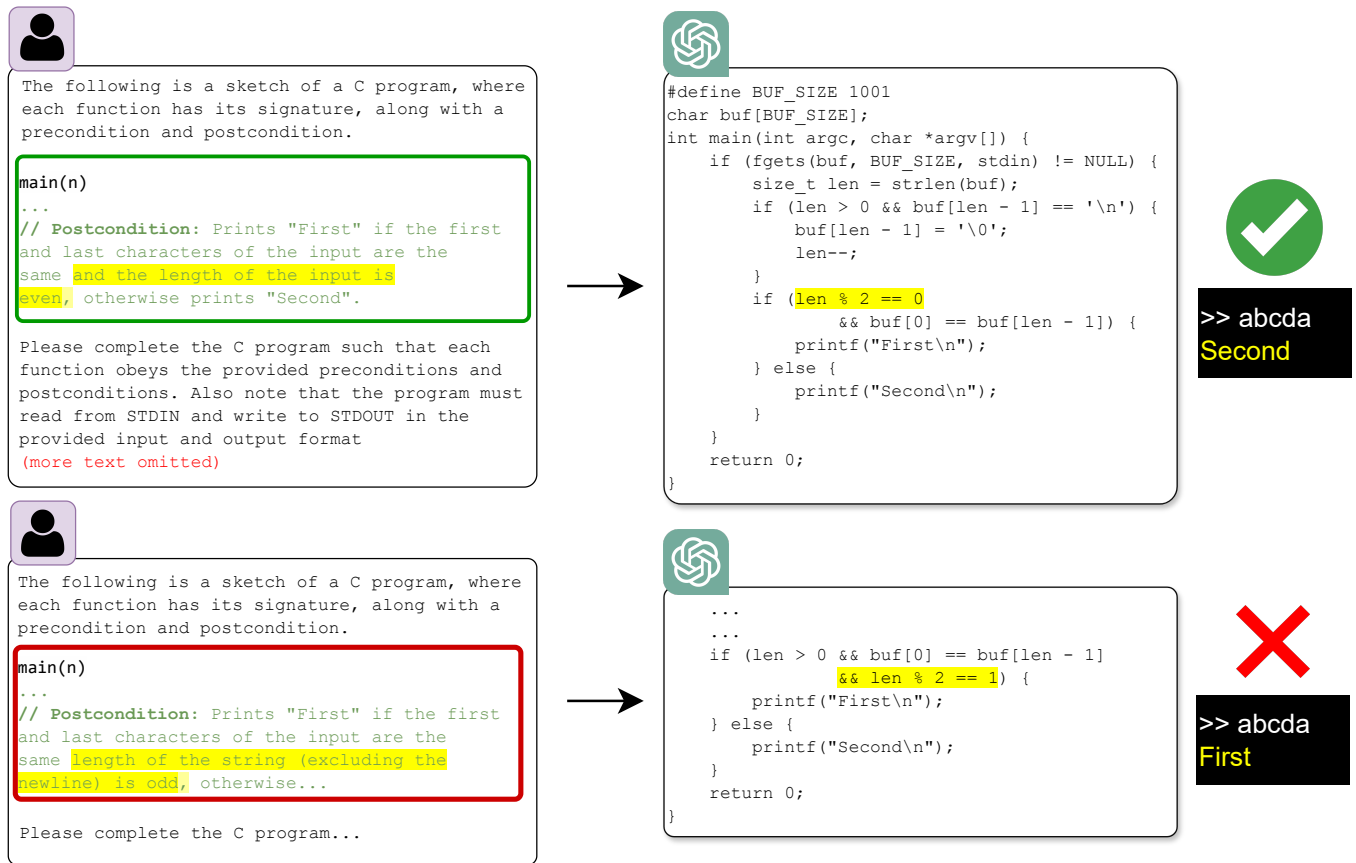 The following is a sketch of a C program, where
each function has its signature, along with a
precondition and postcondition.
main(n)
...
// Postcondition: Prints "First" if the first
and last characters of the input are the
same and the length of the input is
even, otherwise prints "Second".
Please complete the C program such that each
function obeys the provided preconditions and
postconditions. Also note that the program must
read from STDIN and write to STDOUT in the
provided input and output format
(more text omitted)
#define BUF_SIZE 1001
char buf[BUF_SIZE];
int main(int argc, char *argv[]) {
    if (fgets(buf, BUF_SIZE, stdin) != NULL) {
        size_t len = strlen(buf);
        if (len > 0 && buf[len - 1] == '\n') {
            buf[len - 1] = '\0';
            len--;
        }
        if (len % 2 == 0
                && buf[0] == buf[len - 1]) {
            printf("First\n");
        } else {
            printf("Second\n");
        }
    }
    return 0;
}
>> abcda
Second
The following is a sketch of a C program, where
each function has its signature, along with a
precondition and postcondition.
main(n)
...
// Postcondition: Prints "First" if the first
and last characters of the input are the
same length of the string (excluding the
newline) is odd, otherwise...
Please complete the C program...
    ...
    ...
    if (len > 0 && buf[0] == buf[len - 1]
                && len % 2 == 1) {
        printf("First\n");
    } else {
        printf("Second\n");
    }
    return 0;
}
>> abcda
First